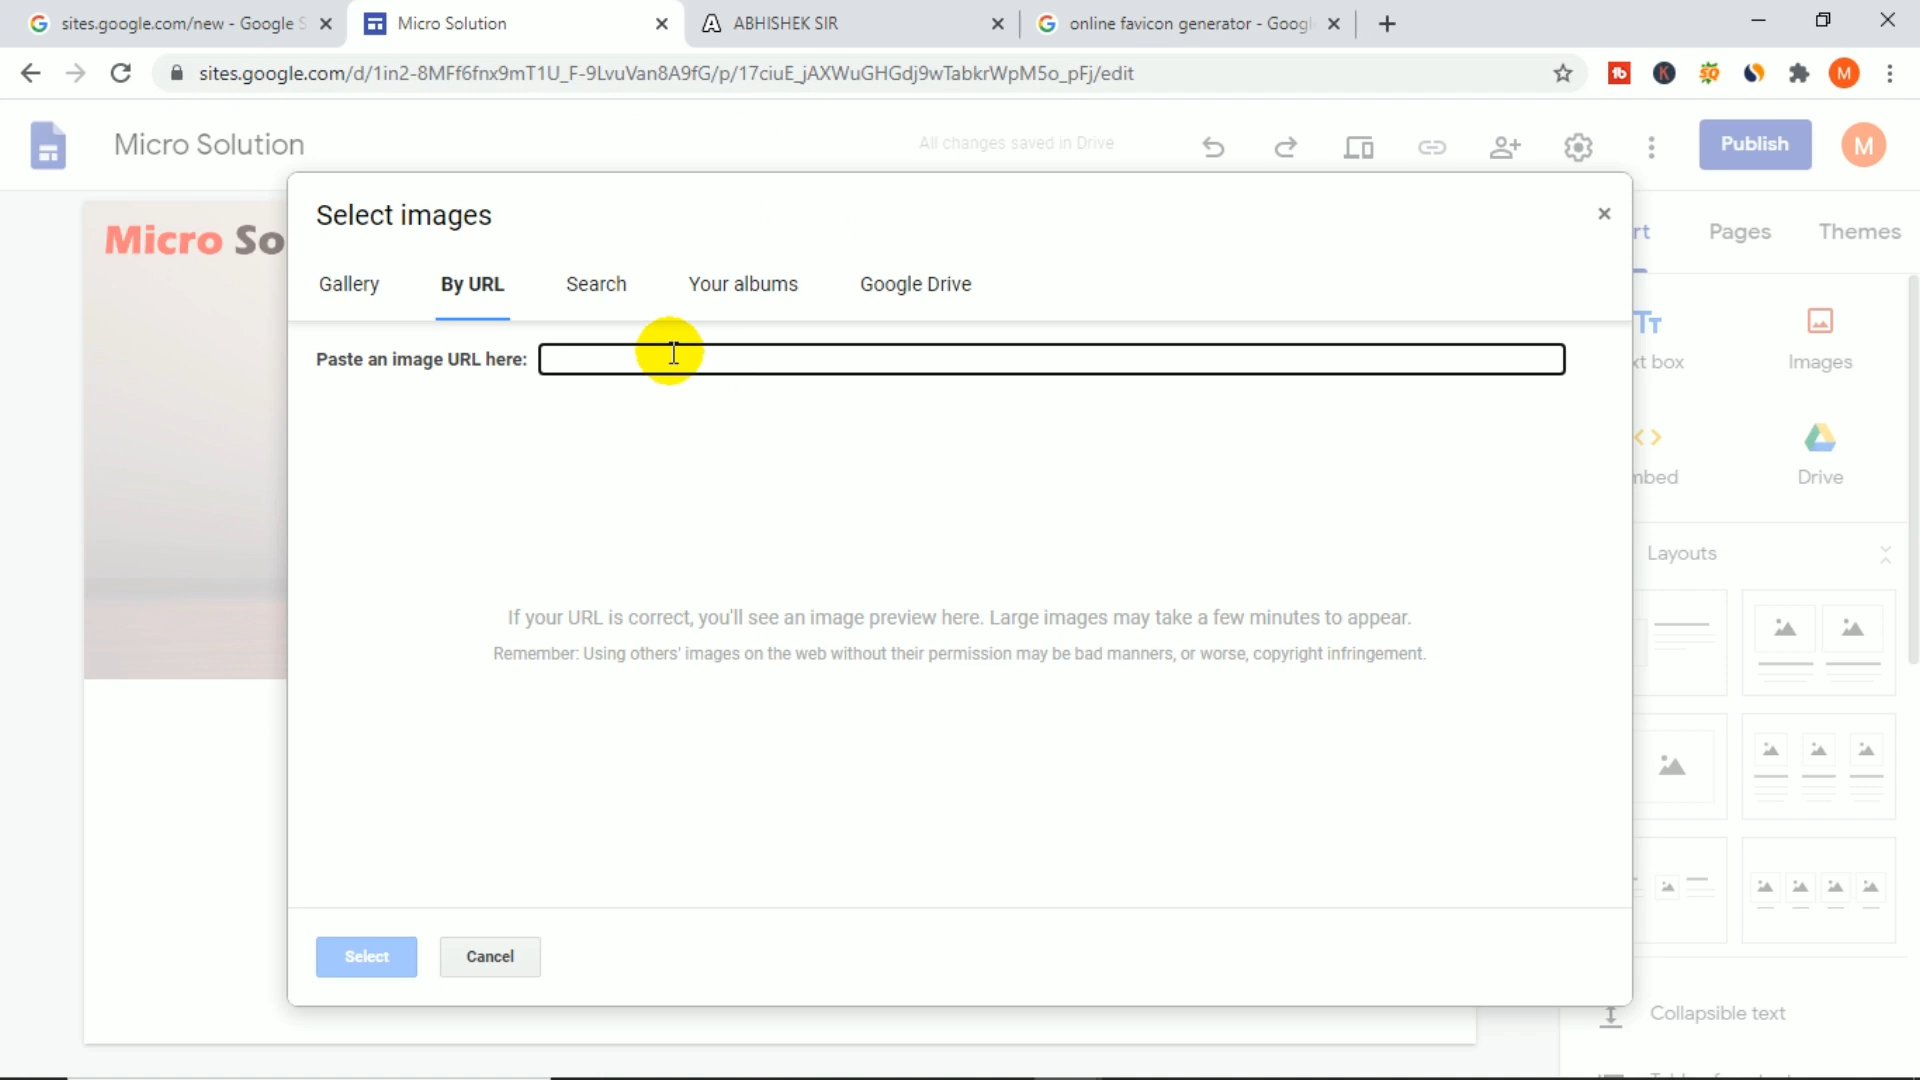 sites.google.com/new - Google S
Micro Solution
ABHISHEK SIR
online favicon generator - Googl
sites.google.com/d/1in2-8MFf6fnx9mT1U_F-9LvuVan8A9fG/p/17ciuE_jAXWuGHGdj9wTabkrWpM5o_pFj/edit
Micro Solution
All changes saved in Drive
Publish
M
Micro So
Select images
rt
Pages
Themes
Gallery
By URL
Search
Your albums
Google Drive
Paste an image URL here:
xt box
Images
mbed
Drive
Layouts
If your URL is correct, you'll see an image preview here. Large images may take a few minutes to appear.
Remember: Using others' images on the web without their permission may be bad manners, or worse, copyright infringement.
Select
Cancel
Collapsible text